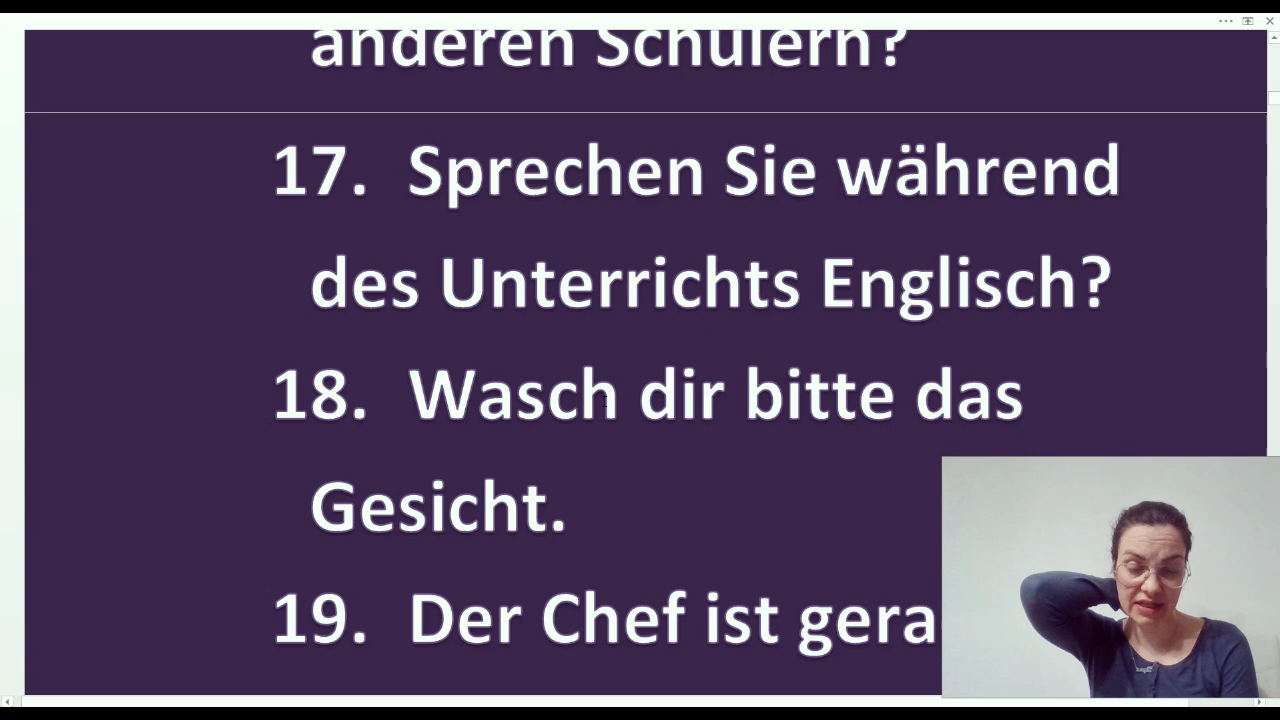 anderen Schülern?
17. Sprechen Sie während
des Unterrichts Englisch?
18. Wasch dir bitte das
Gesicht.
19. Der Chef ist